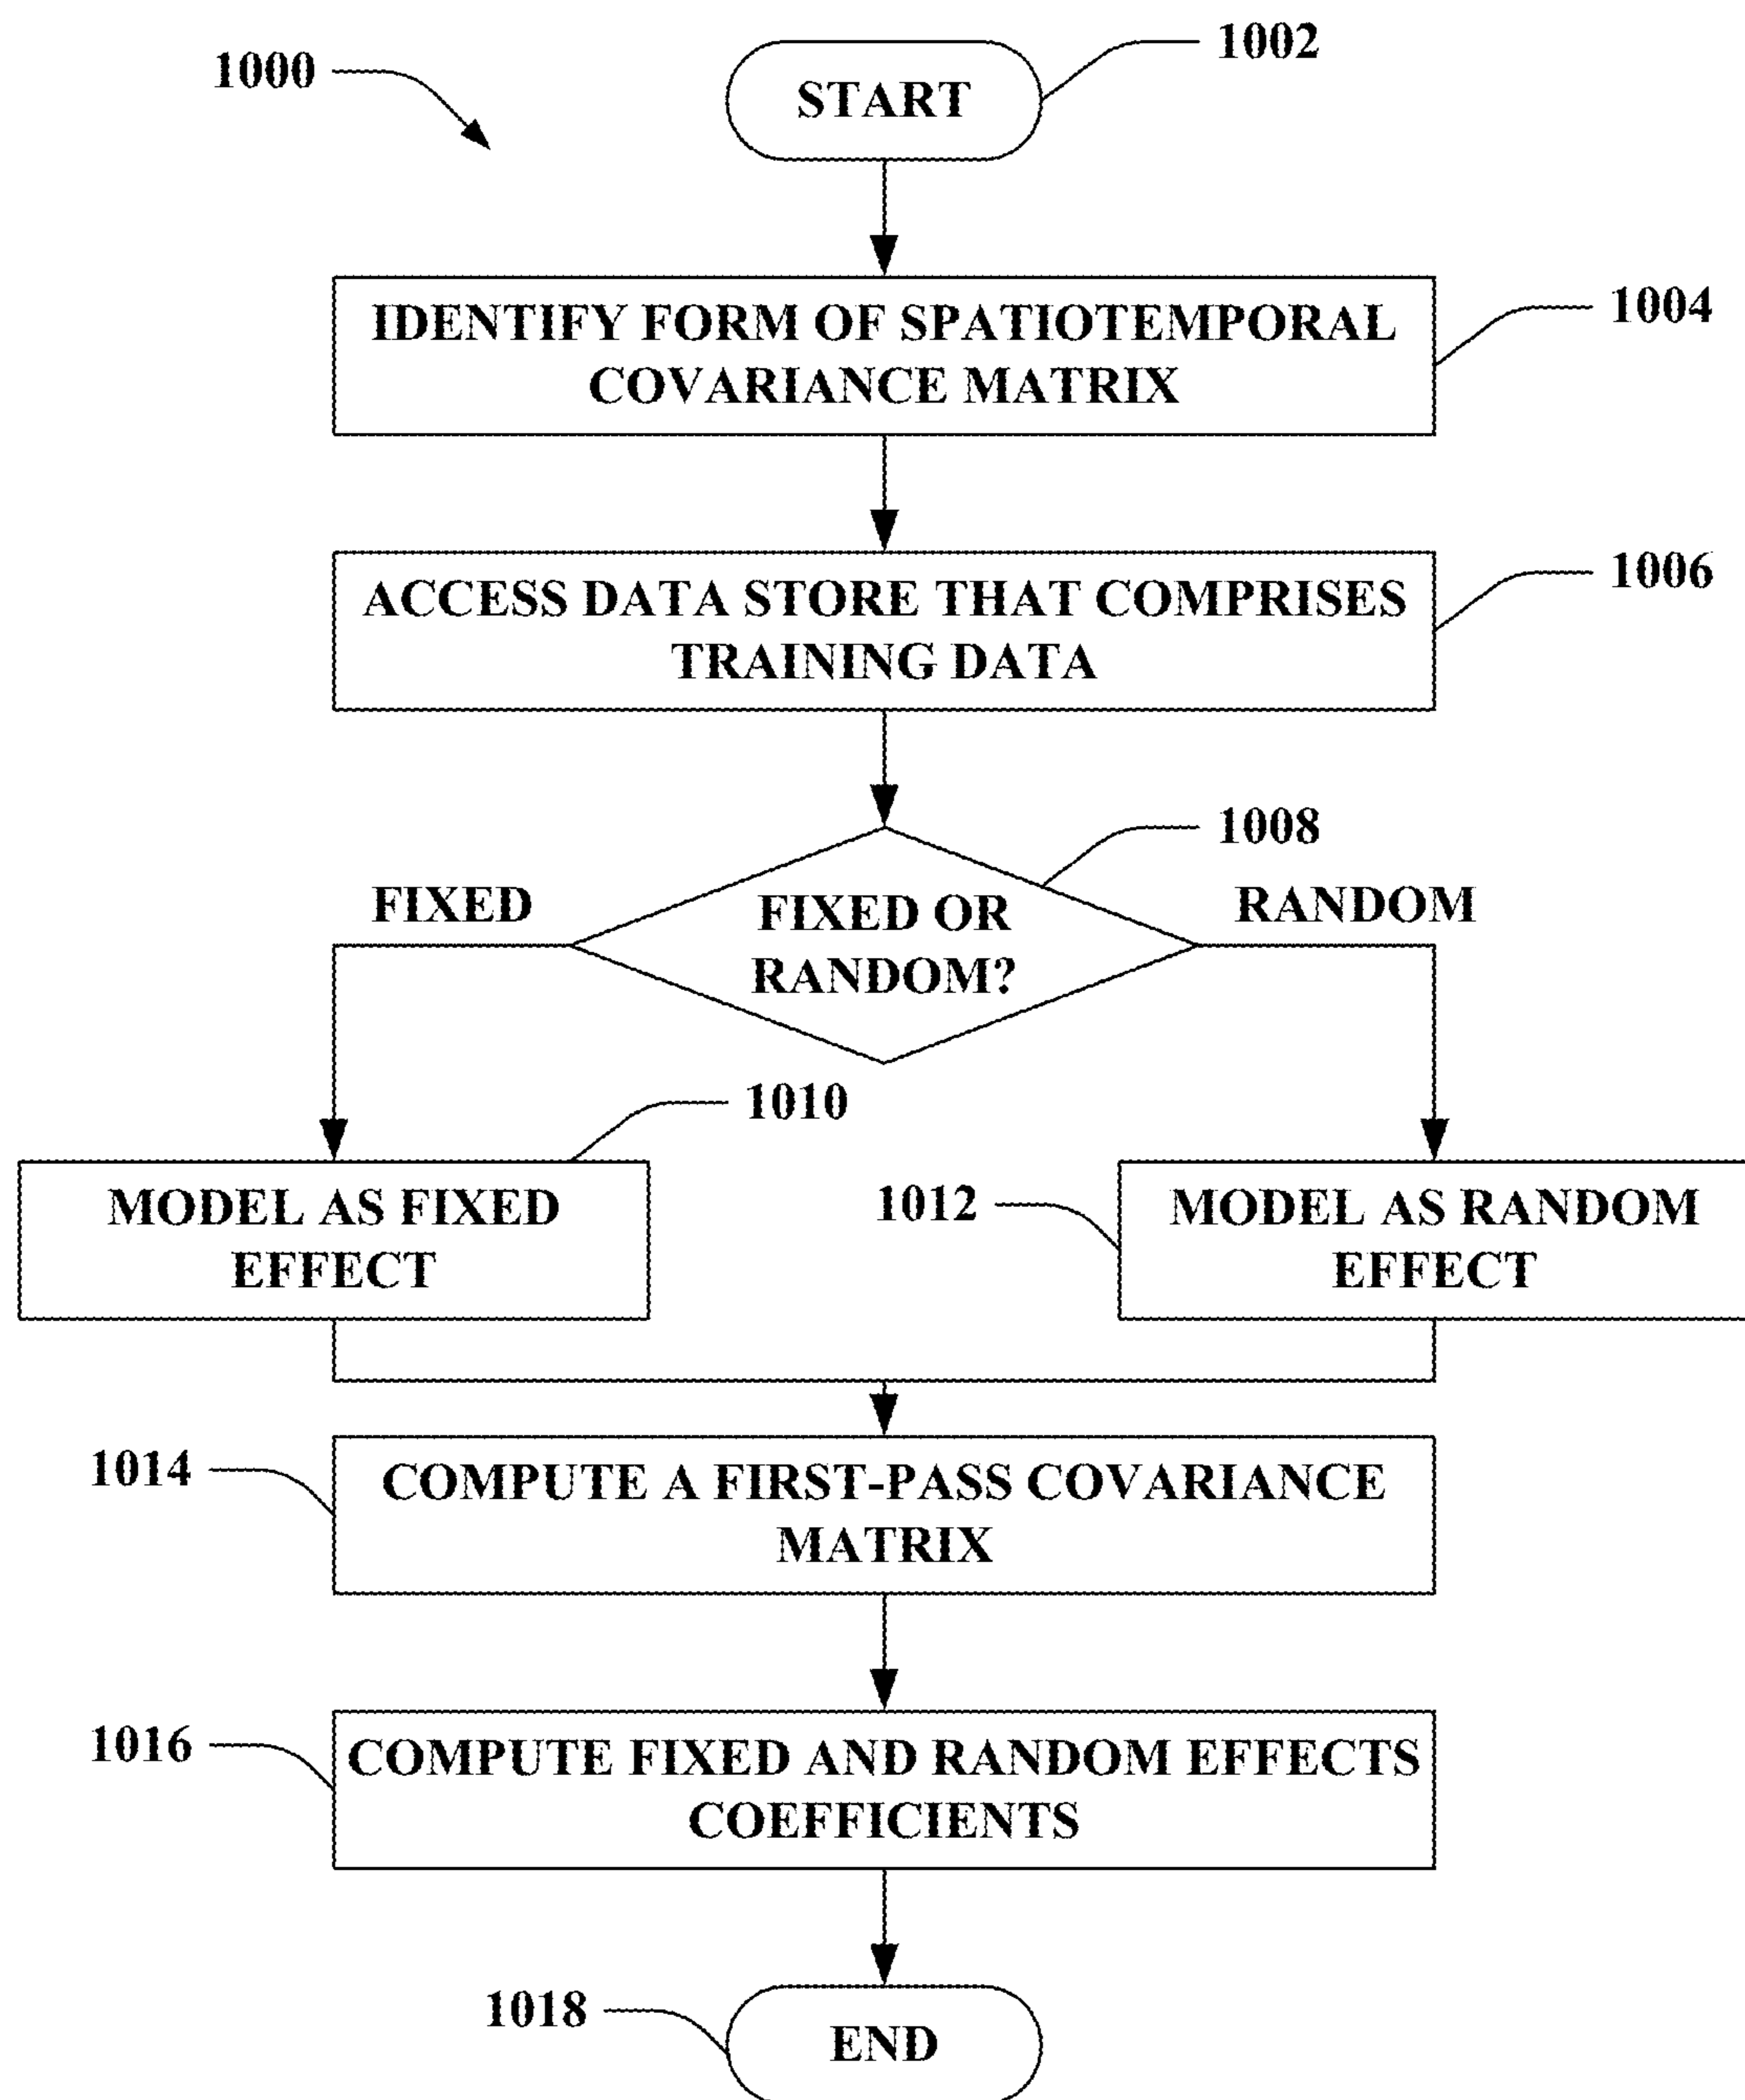 1000
START
1002
IDENTIFY FORM OF SPATIOTEMPORAL
COVARIANCE MATRIX
1004
ACCESS DATA STORE THAT COMPRISES
TRAINING DATA
1006
1008
FIXED
FIXED OR
RANDOM?
RANDOM
1010
MODEL AS FIXED
EFFECT
1012
MODEL AS RANDOM
EFFECT
1014
COMPUTE A FIRST-PASS COVARIANCE
MATRIX
1016
COMPUTE FIXED AND RANDOM EFFECTS
COEFFICIENTS
1018
END